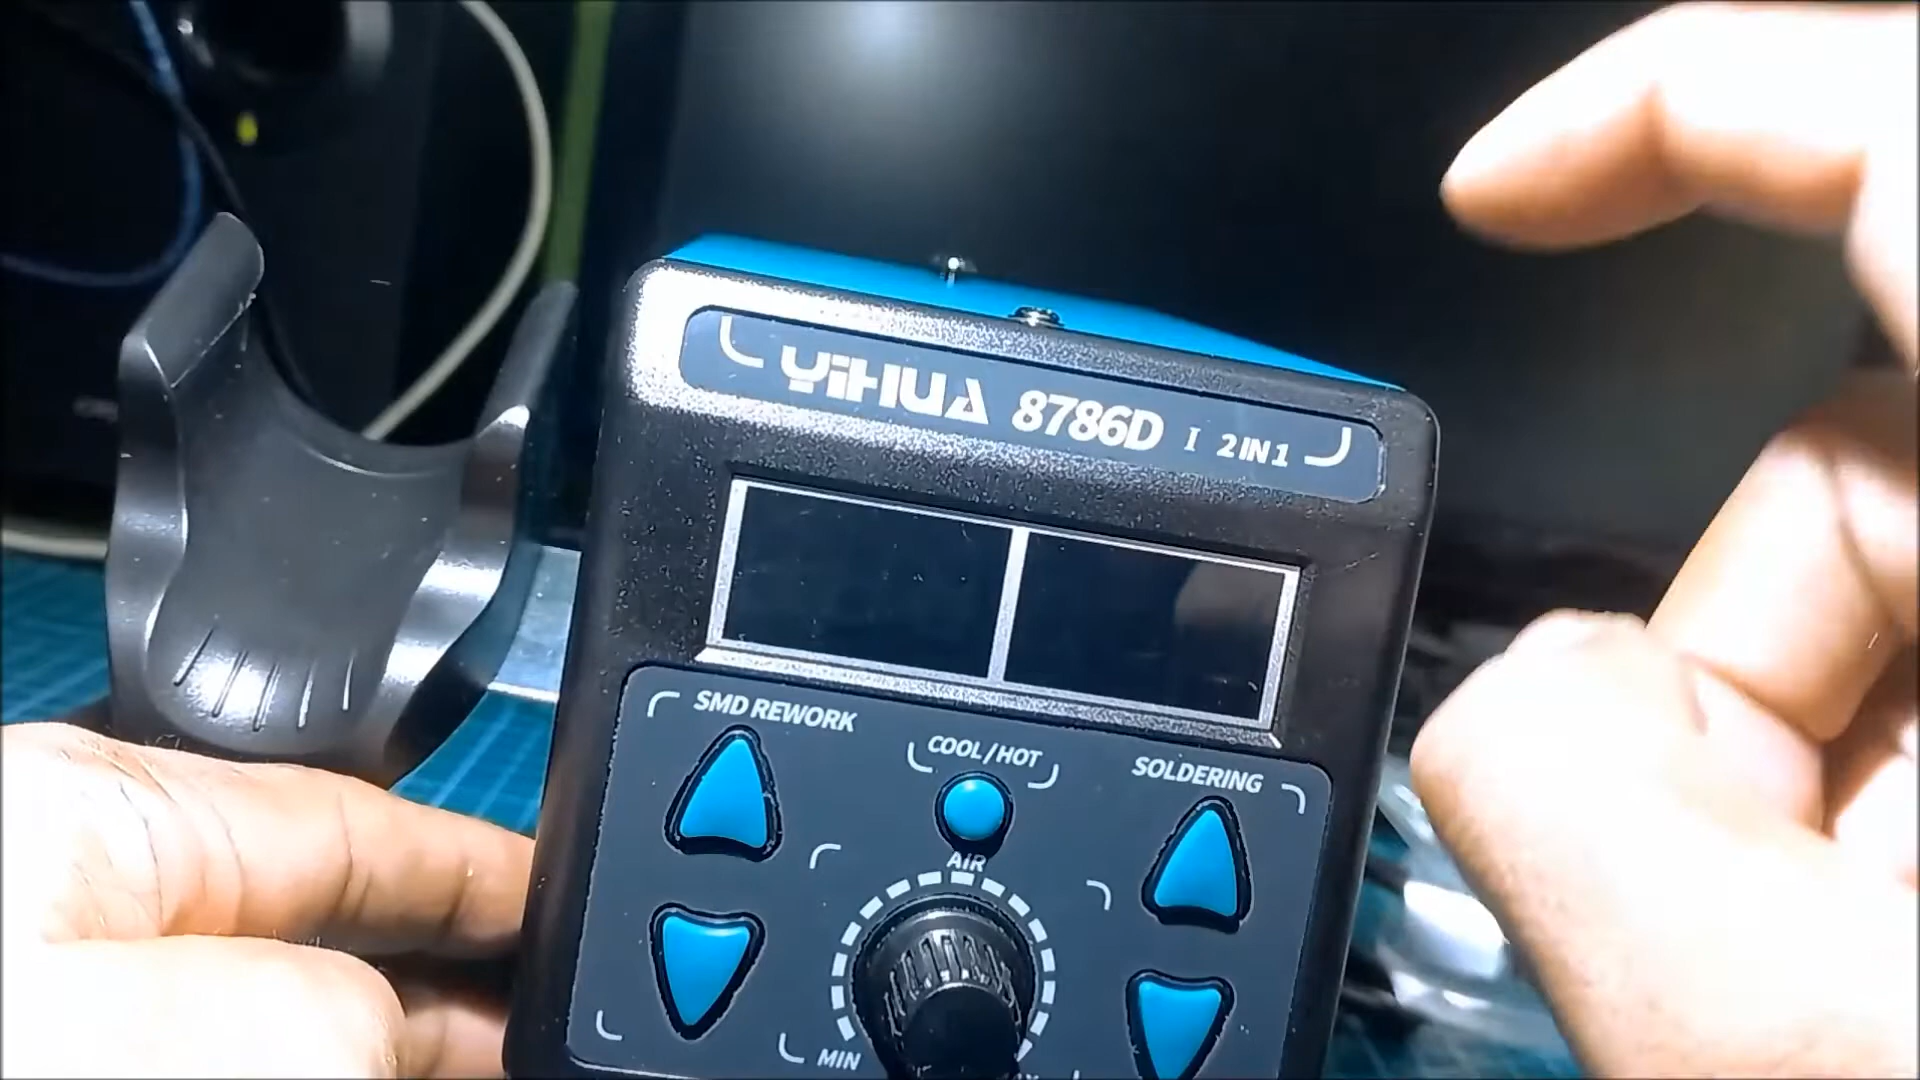 YIHUA 8786D I 2IN1
SMD REWORK
COOL/HOT
SOLDERING
AIR
MIN